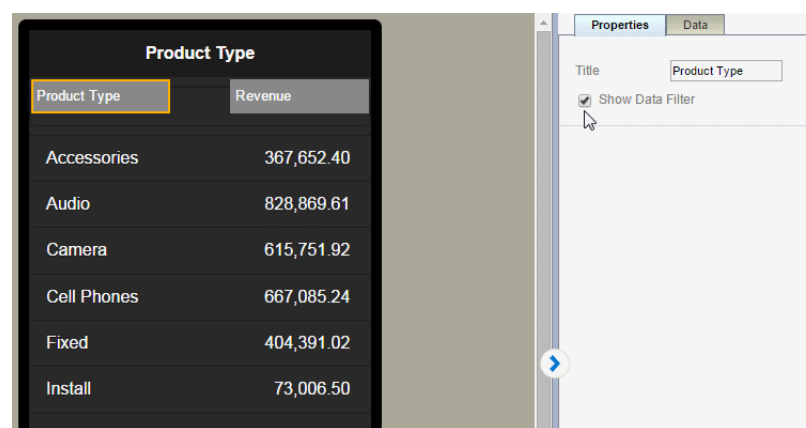 Product Type
Product Type Revenue
Accessories 367,652.40
Audio 828,869.61
Camera 615,751.92
Cell Phones 667,085.24
Fixed 404,391.02
Install 73,006.50
Properties Data
Title Product Type
Show Data Filter